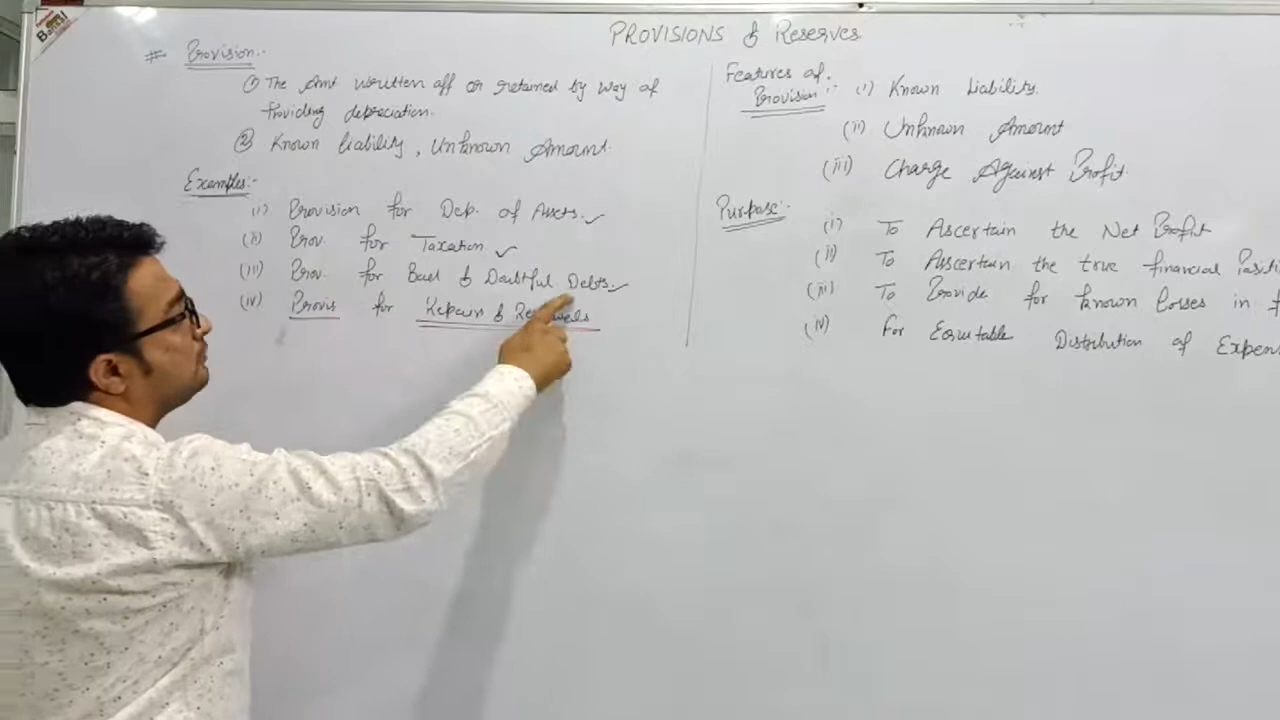 PROVISIONS & Reserves
# Provision:-
① The Amt written off or retained by way of
Providing depreciation.
② Known liability, Unknown Amount.
Examples:-
(i) Provision for Dep. of Assets.
(ii) Prov. for Taxation
(iii) Prov. for Bad & Doubtful Debts.
(iv) Provis for Repairs & Renewals
Features of
Provision:- (i) Known Liability.
(ii) Unknown Amount
(iii) Charge Against Profit.
Purpose:-
(i) To Ascertain the Net Profit
(ii) To Ascertain the true financial
(iii) To Provide for known losses in
(iv) For Equitable Distribution of